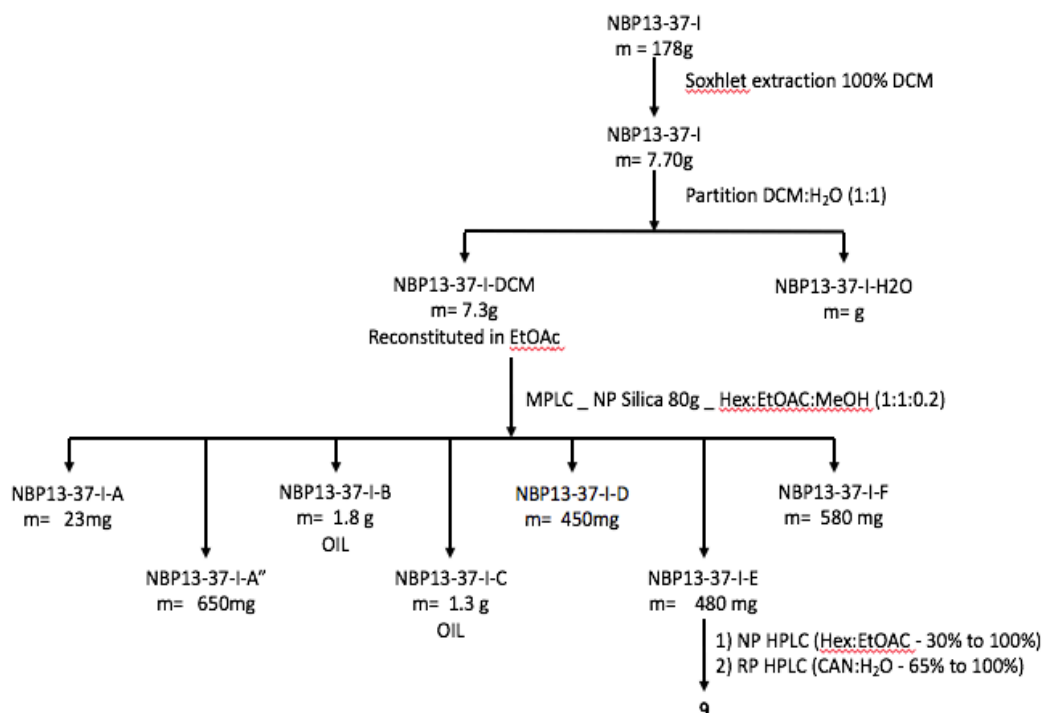 NBP13-37-I
m = 178g
Soxhlet extraction 100% DCM
NBP13-37-I
m= 7.70g
Partition DCM:H₂O (1:1)
NBP13-37-I-DCM
m= 7.3g
Reconstituted in EtOAc
NBP13-37-I-H2O
m= g
MPLC _ NP Silica 80g _ Hex:EtOAC:MeOH (1:1:0.2)
NBP13-37-I-A
m= 23mg
NBP13-37-I-B
m= 1.8 g
OIL
NBP13-37-I-D
m= 450mg
NBP13-37-I-F
m= 580 mg
NBP13-37-I-A”
m= 650mg
NBP13-37-I-C
m= 1.3 g
OIL
NBP13-37-I-E
m= 480 mg
1) NP HPLC (Hex:EtOAC - 30% to 100%)
2) RP HPLC (CAN:H₂O - 65% to 100%)
9